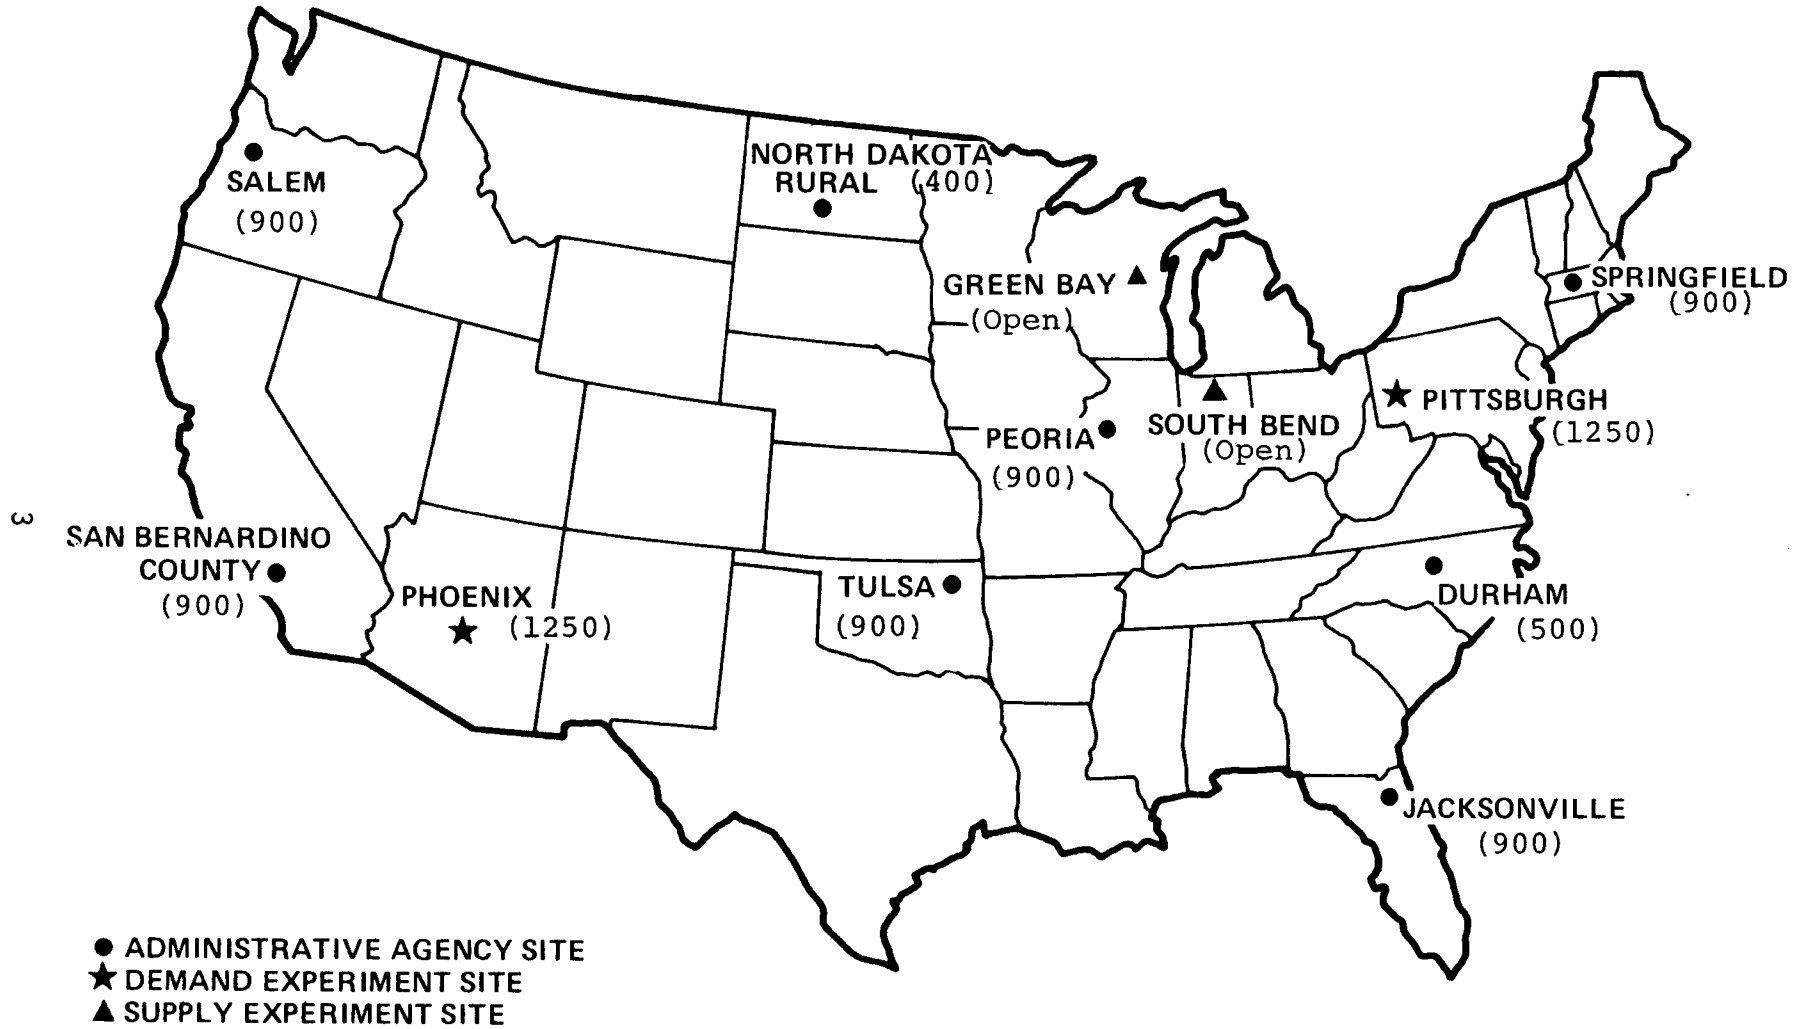 NORTH DAKOTA
RURAL (400)
SALEM
(900)
GREEN BAY
(Open)
SPRINGFIELD
(900)
PITTSBURGH
(1250)
SOUTH BEND
(Open)
PEORIA
(900)
3
SAN BERNARDINO
COUNTY
(900)
PHOENIX
(1250)
TULSA
(900)
DURHAM
(500)
JACKSONVILLE
(900)
ADMINISTRATIVE AGENCY SITE
DEMAND EXPERIMENT SITE
SUPPLY EXPERIMENT SITE